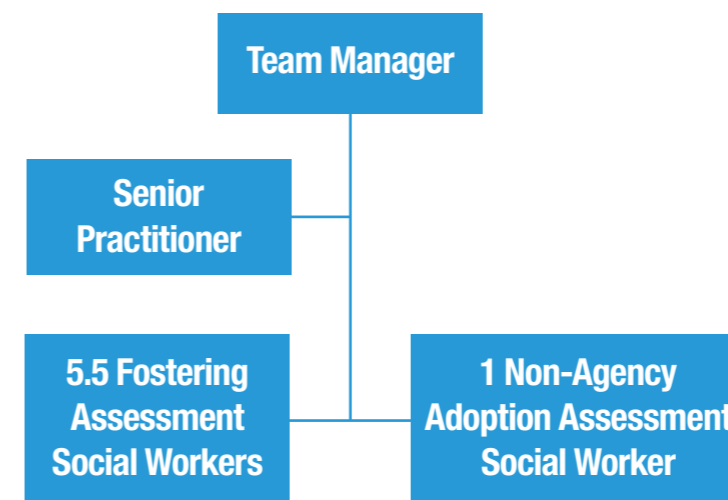 Team Manager
Senior
Practitioner
5.5 Fostering
Assessment
Social Workers
1 Non-Agency
Adoption Assessment
Social Worker